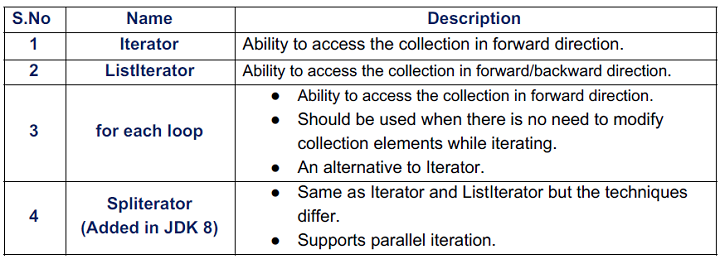 S.No Name Description
1 Iterator Ability to access the collection in forward direction.
2 ListIterator Ability to access the collection in forward/backward direction.
3 for each loop
● Ability to access the collection in forward direction.
● Should be used when there is no need to modify
collection elements while iterating.
● An alternative to Iterator.
4 Spliterator
(Added in JDK 8)
● Same as Iterator and ListIterator but the techniques
differ.
● Supports parallel iteration.